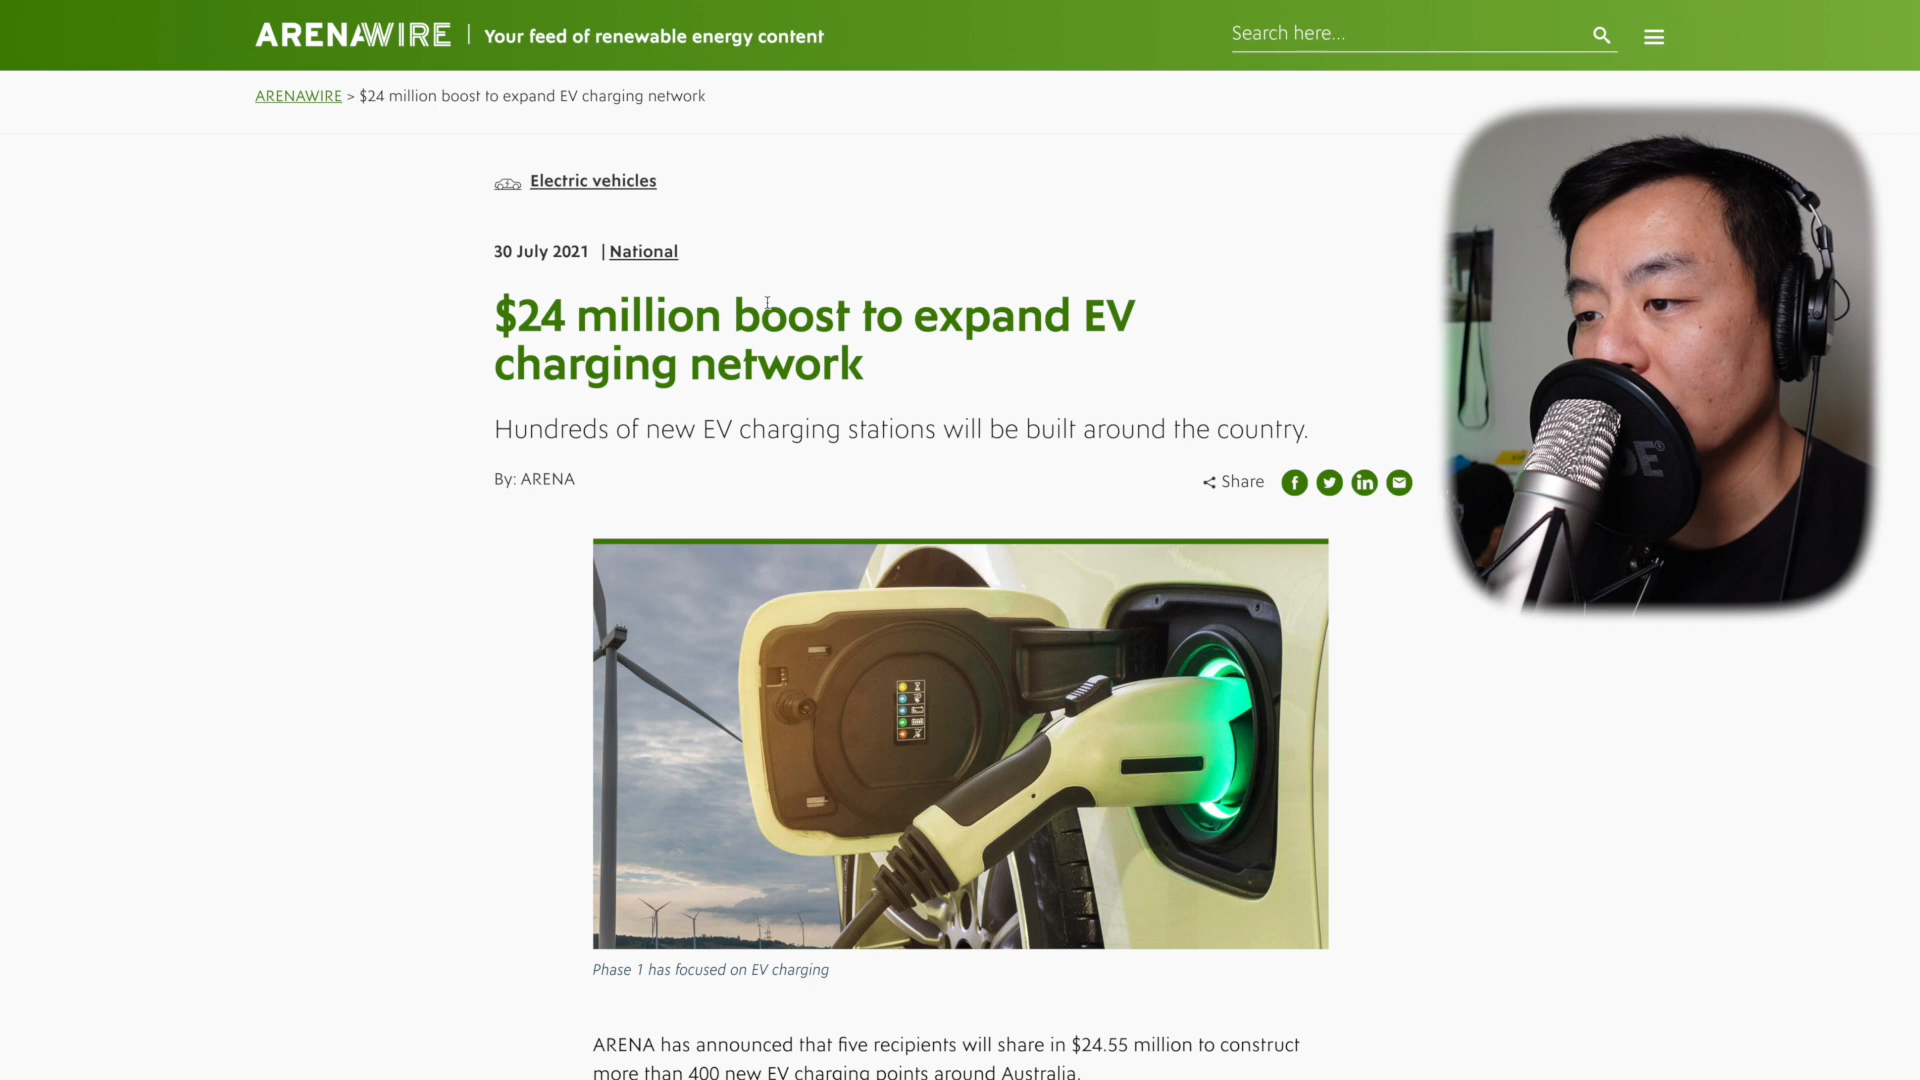 ARENAWIRE | Your feed of renewable energy content
Search here...
ARENAWIRE > $24 million boost to expand EV charging network
Electric vehicles
30 July 2021 | National
$24 million boost to expand EV
charging network
Hundreds of new EV charging stations will be built around the country.
By: ARENA
Share
Phase 1 has focused on EV charging
ARENA has announced that five recipients will share in $24.55 million to construct
more than 400 new EV charging points around Australia.